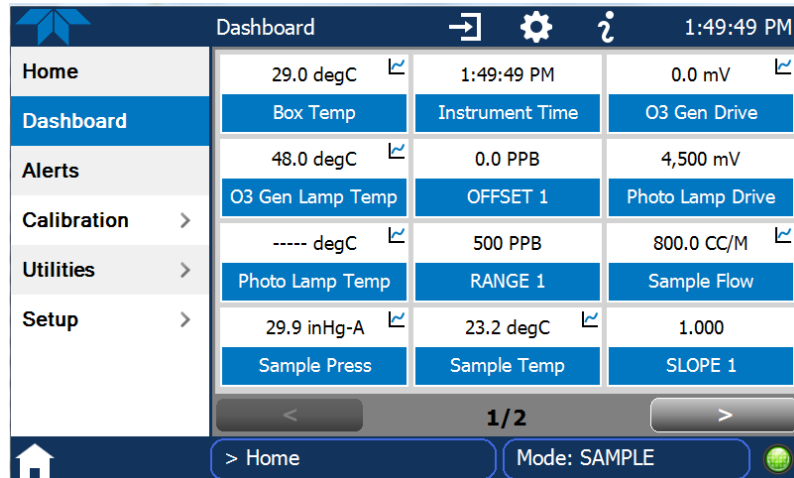 Dashboard 1:49:49 PM
Home
Dashboard
Alerts
Calibration >
Utilities >
Setup >
29.0 degC 1:49:49 PM 0.0 mV
Box Temp Instrument Time O3 Gen Drive
48.0 degC 0.0 PPB 4,500 mV
O3 Gen Lamp Temp OFFSET 1 Photo Lamp Drive
----- degC 500 PPB 800.0 CC/M
Photo Lamp Temp RANGE 1 Sample Flow
29.9 inHg-A 23.2 degC 1.000
Sample Press Sample Temp SLOPE 1
< 1/2 >
> Home Mode: SAMPLE